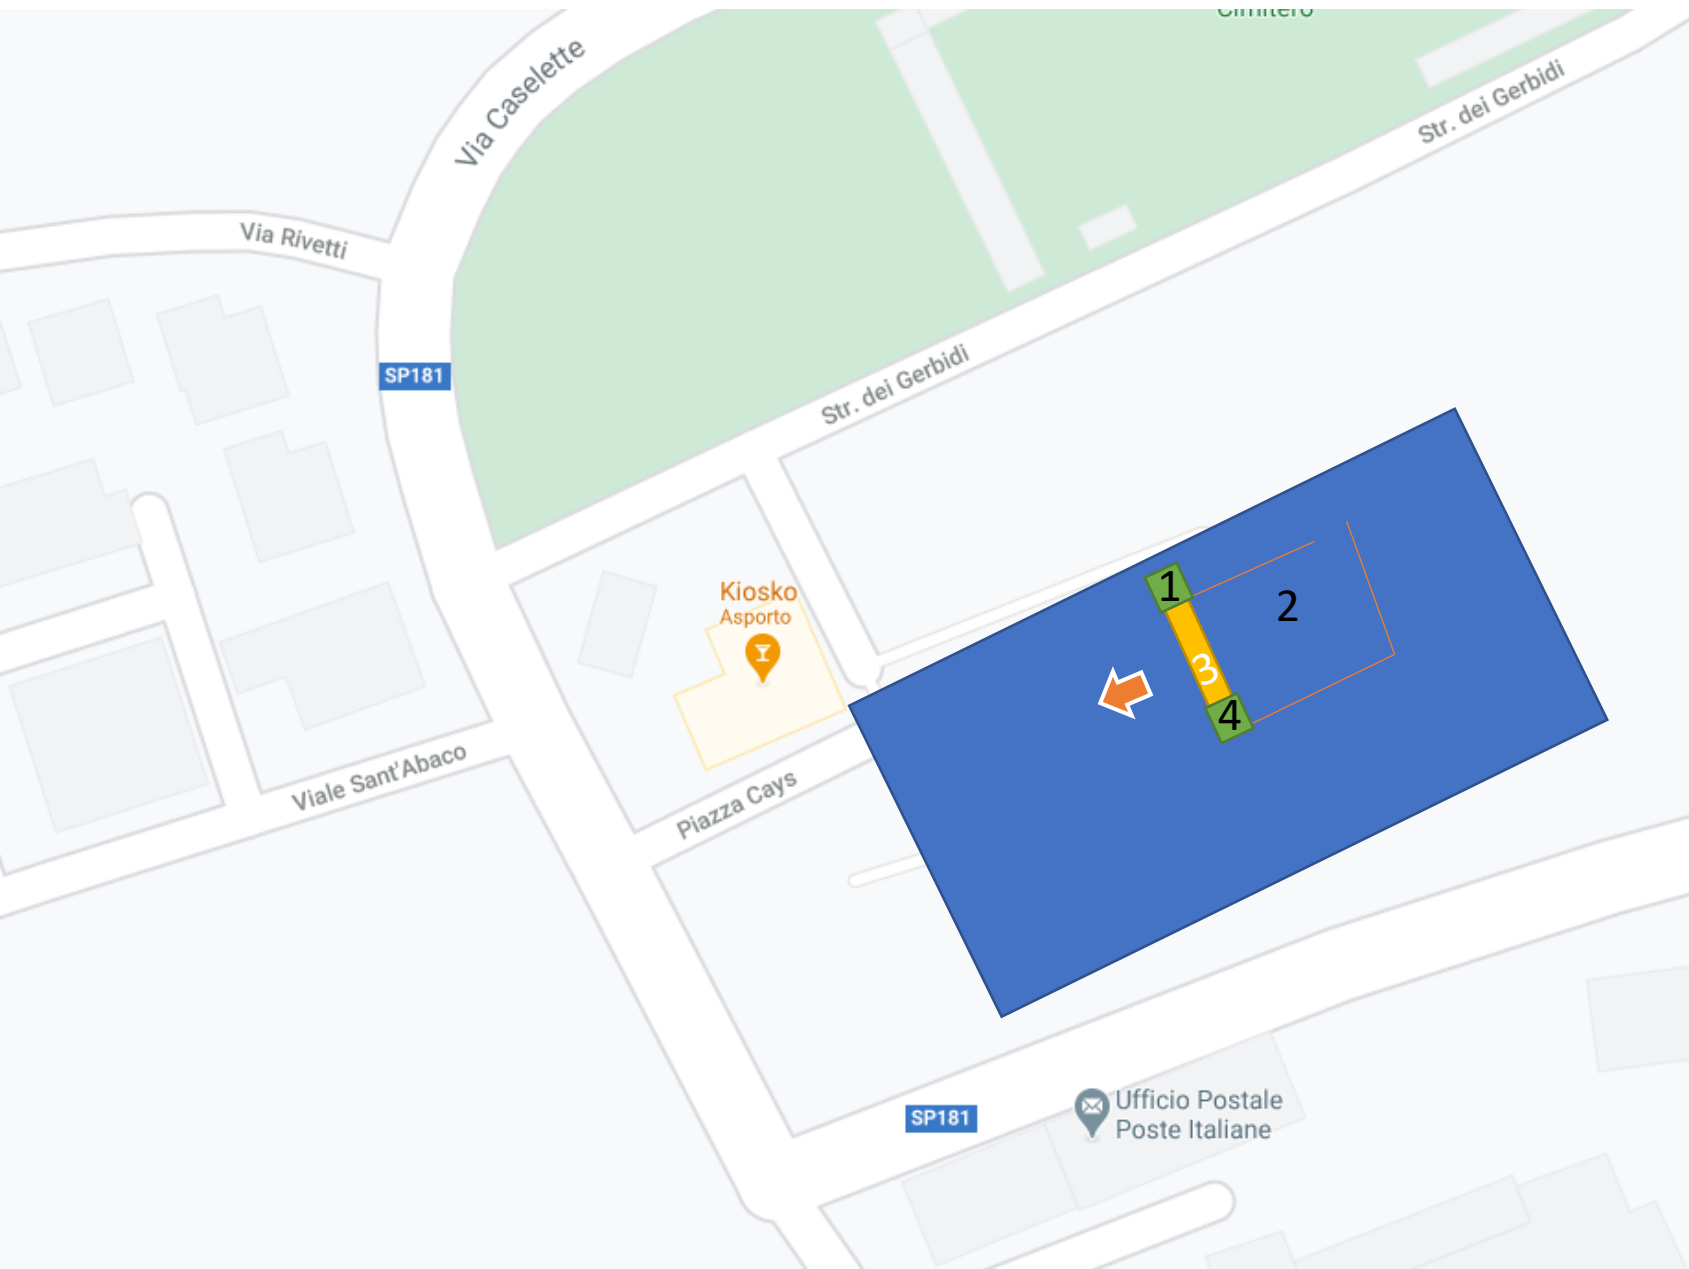 Cimitero
Via Caselette
Str. dei Gerbidi
Via Rivetti
SP181
Str. dei Gerbidi
Kiosko
Asporto
1
2
3
4
Viale Sant'Abaco
Piazza Cays
SP181
Ufficio Postale
Poste Italiane